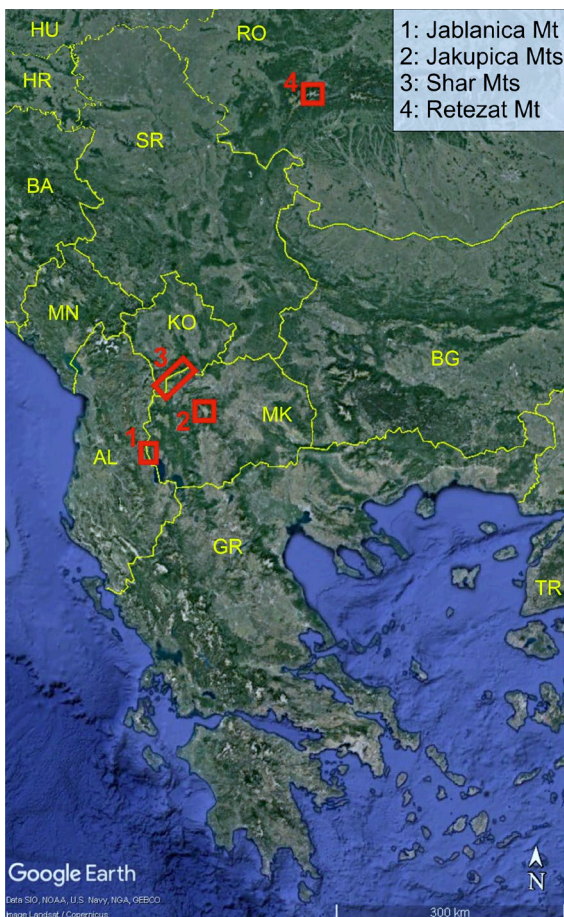 HU
RO
1: Jablanica Mt
2: Jakupica Mts
3: Shar Mts
4: Retezat Mt
HR
4
SR
BA
MN
KO
3
BG
2
MK
1
AL
GR
TR
Google Earth
N
Data SIO, NOAA, U.S. Navy, NGA, GEBCO
Image Landsat / Copernicus
300 km